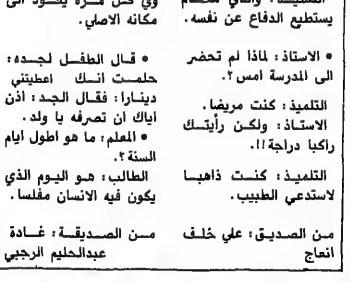 يستطيع الدفاع عن نفسه.
• الاستاذ: لماذا لم تحضر
الى المدرسة امس؟.
التلميذ: كنت مريضا.
الاستاذ: ولكن رأيتك
راكبا دراجة!!.
التلميذ: كنت ذاهبا
لاستدعي الطبيب.
من الصديق: علي خلف
انعاج
وفي كل مرة يعود الى
مكانه الاصلي.
• قال الطفل لجده:
حلمت انك اعطيتني
دينارا: فقال الجد: اذن
اياك ان تصرفه يا ولد.
• المعلم: ما هو اطول ايام
السنة؟.
الطالب: هو اليوم الذي
يكون فيه الانسان مفلسا.
من الصديقة: غادة
عبدالحليم الرجبي